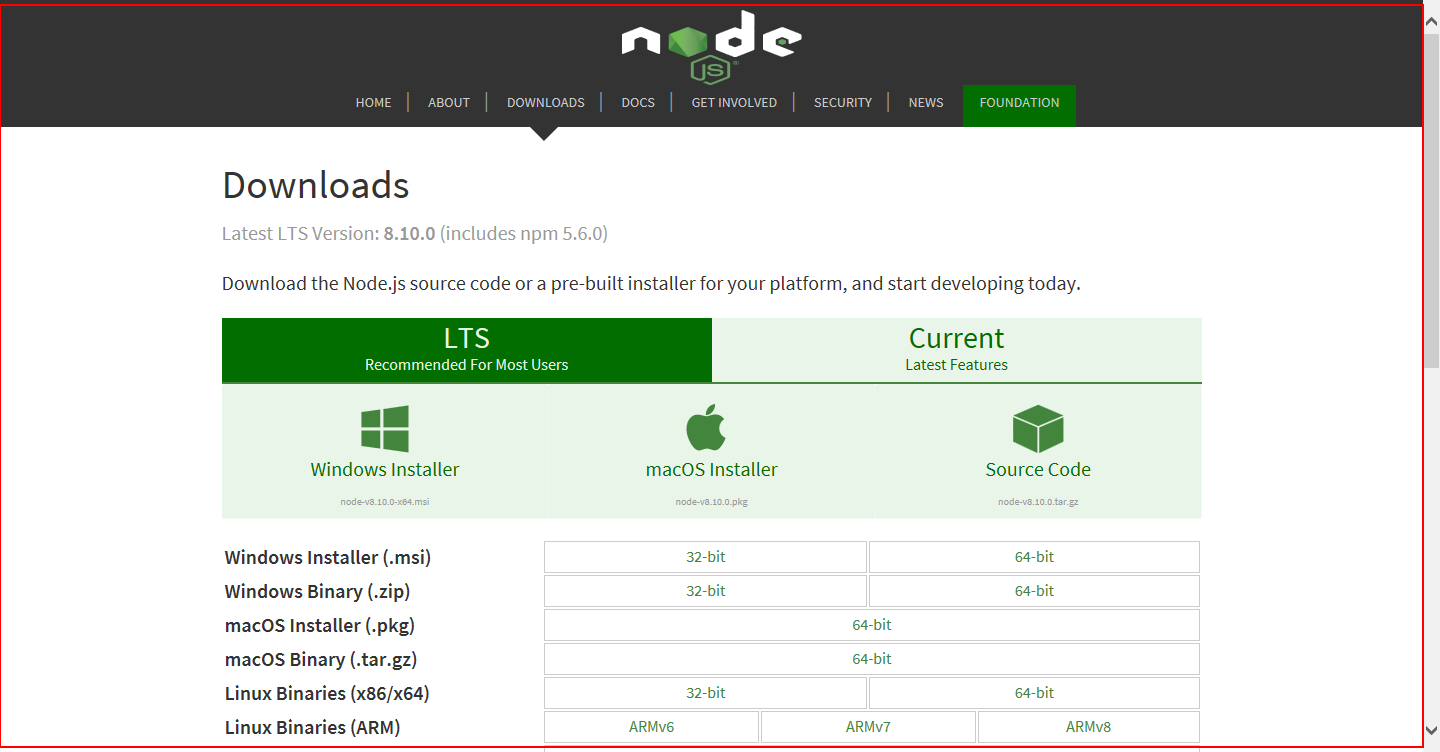 node
JS®
HOME ABOUT DOWNLOADS DOCS GET INVOLVED SECURITY NEWS FOUNDATION
Downloads
Latest LTS Version: 8.10.0 (includes npm 5.6.0)
Download the Node.js source code or a pre-built installer for your platform, and start developing today.
LTS Current
Recommended For Most Users Latest Features
Windows Installer macOS Installer Source Code
node-v8.10.0-x64.msi node-v8.10.0.pkg node-v8.10.0.tar.gz
Windows Installer (.msi) 32-bit 64-bit
Windows Binary (.zip) 32-bit 64-bit
macOS Installer (.pkg) 64-bit
macOS Binary (.tar.gz) 64-bit
Linux Binaries (x86/x64) 32-bit 64-bit
Linux Binaries (ARM) ARMv6 ARMv7 ARMv8